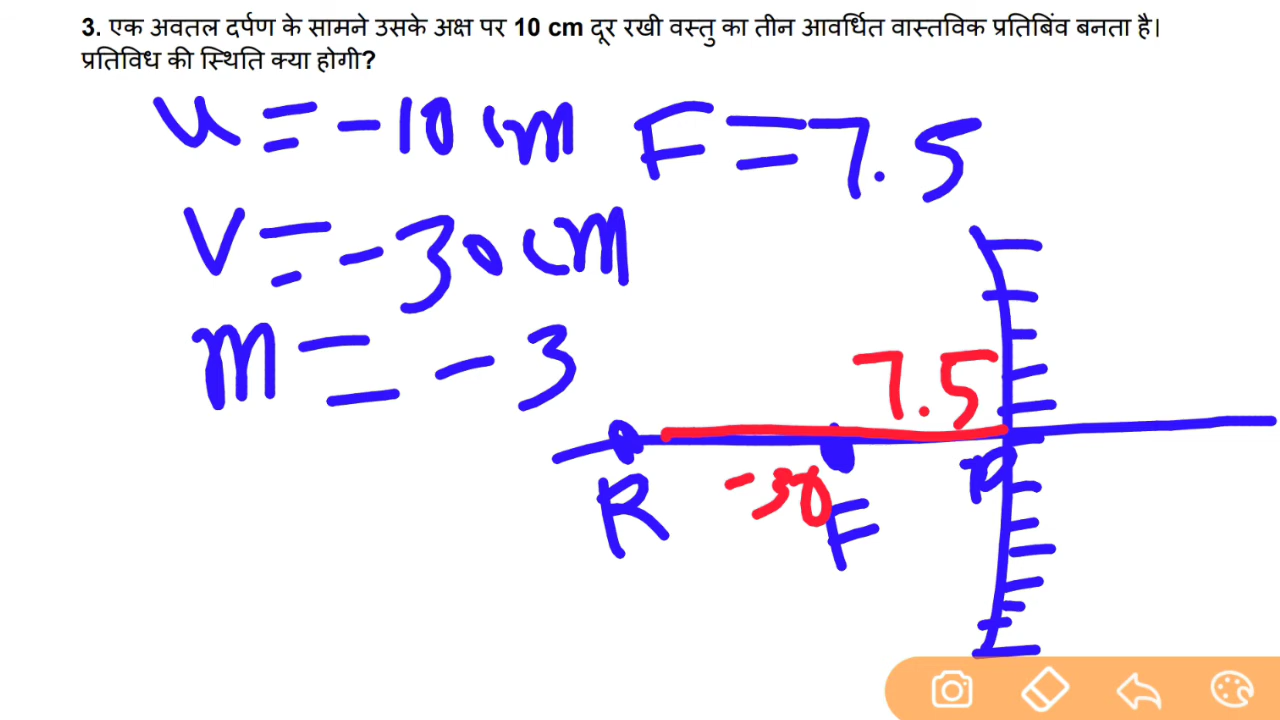 3. एक अवतल दर्पण के सामने उसके अक्ष पर 10 cm दूर रखी वस्तु का तीन आवर्धित वास्तविक प्रतिबिंव बनता है।
प्रतिविध की स्थिति क्या होगी?
u = -10 cm F = 7.5
V = -30 cm
m = -3
7.5
R -30 F P